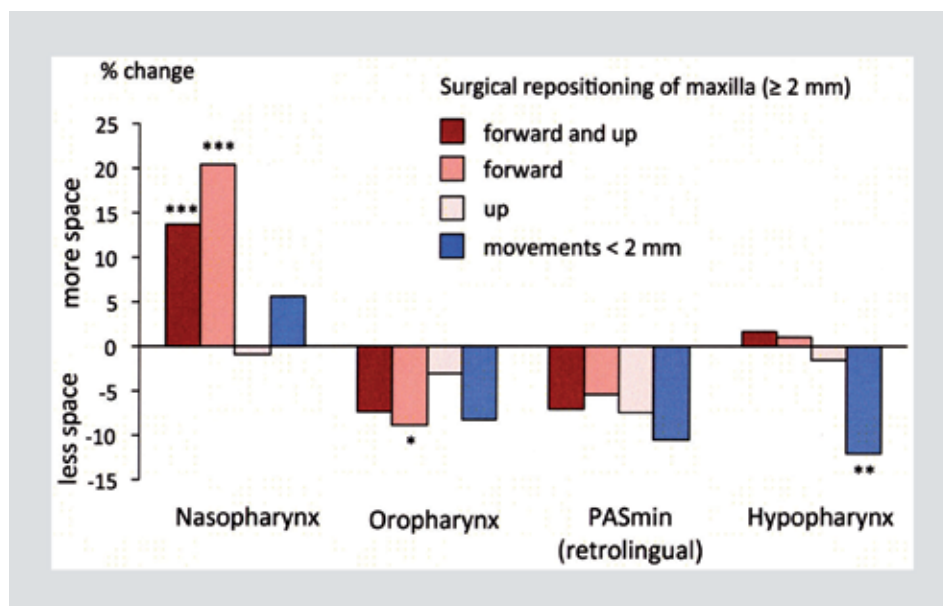 % change
Surgical repositioning of maxilla (≥ 2 mm)
forward and up
forward
up
movements < 2 mm
more space
less space
25
20
15
10
5
0
-5
-10
-15
***
***
*
**
Nasopharynx
Oropharynx
PASmin
(retrolingual)
Hypopharynx